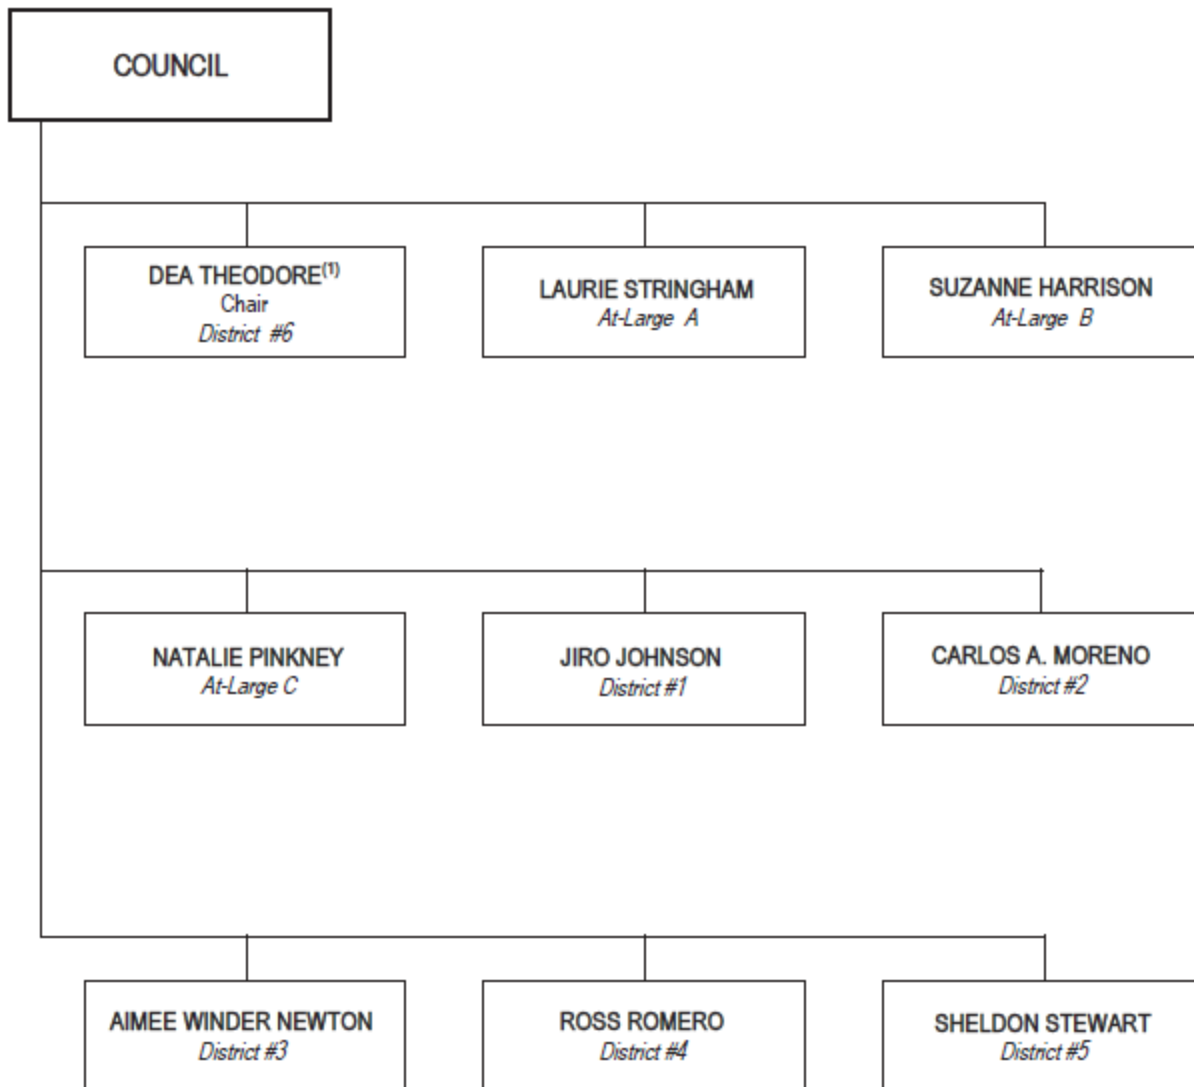 COUNCIL
DEA THEODORE(1)
Chair
District #6
LAURIE STRINGHAM
At-Large A
SUZANNE HARRISON
At-Large B
NATALIE PINKNEY
At-Large C
JIRO JOHNSON
District #1
CARLOS A. MORENO
District #2
AIMEE WINDER NEWTON
District #3
ROSS ROMERO
District #4
SHELDON STEWART
District #5